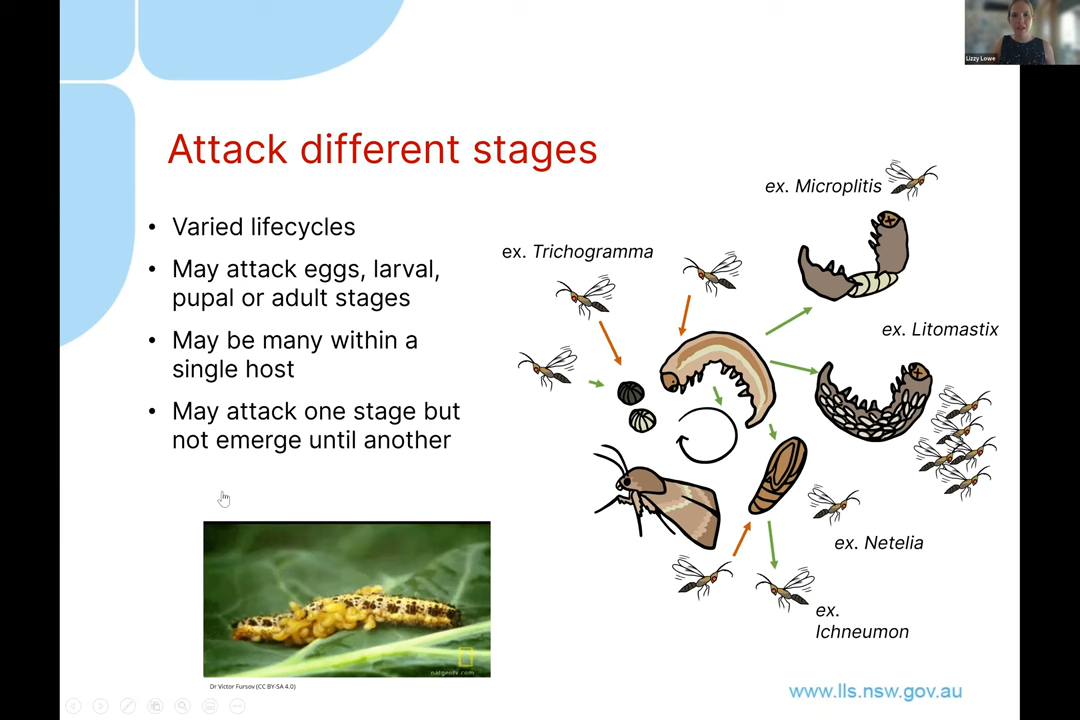 Lizzy Lowe
Attack different stages
• Varied lifecycles
• May attack eggs, larval,
pupal or adult stages
• May be many within a
single host
• May attack one stage but
not emerge until another
ex. Microplitis
ex. Trichogramma
ex. Litomastix
ex. Netelia
ex.
Ichneumon
natgeotv.com
Dr Victor Fursov (CC BY-SA 4.0)
www.lls.nsw.gov.au